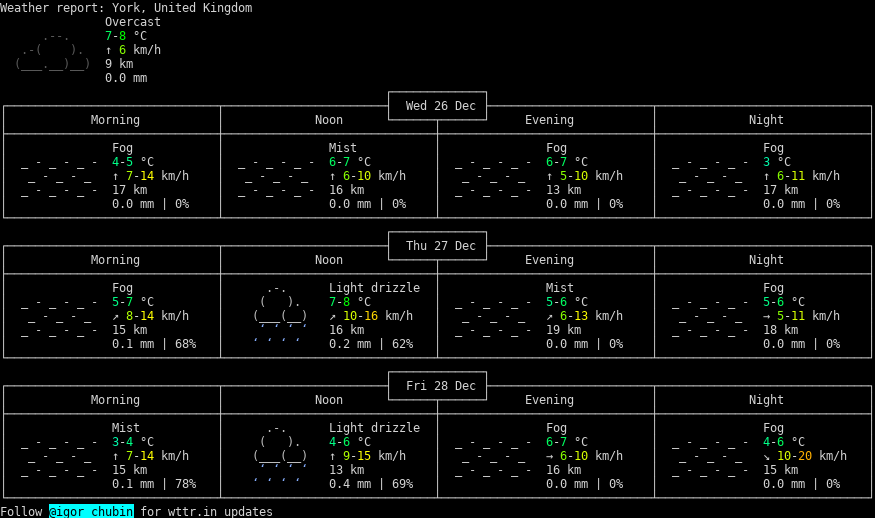 Weather report: York, United Kingdom
Overcast
7-8 °C
↑ 6 km/h
9 km
0.0 mm
Wed 26 Dec
Morning Noon Evening Night
Fog Mist Fog Fog
4-5 °C 6-7 °C 6-7 °C 3 °C
↑ 7-14 km/h ↑ 6-10 km/h ↑ 5-10 km/h ↑ 6-11 km/h
17 km 16 km 13 km 17 km
0.0 mm | 0% 0.0 mm | 0% 0.0 mm | 0% 0.0 mm | 0%
Thu 27 Dec
Morning Noon Evening Night
Fog Light drizzle Mist Fog
5-7 °C 7-8 °C 5-6 °C 5-6 °C
↗ 8-14 km/h ↗ 10-16 km/h ↗ 6-13 km/h → 5-11 km/h
15 km 16 km 19 km 18 km
0.1 mm | 68% 0.2 mm | 62% 0.0 mm | 0% 0.0 mm | 0%
Fri 28 Dec
Morning Noon Evening Night
Mist Light drizzle Fog Fog
3-4 °C 4-6 °C 6-7 °C 4-6 °C
↑ 7-14 km/h ↑ 9-15 km/h → 6-10 km/h ↘ 10-20 km/h
15 km 13 km 16 km 15 km
0.1 mm | 78% 0.4 mm | 69% 0.0 mm | 0% 0.0 mm | 0%
Follow @igor_chubin for wttr.in updates